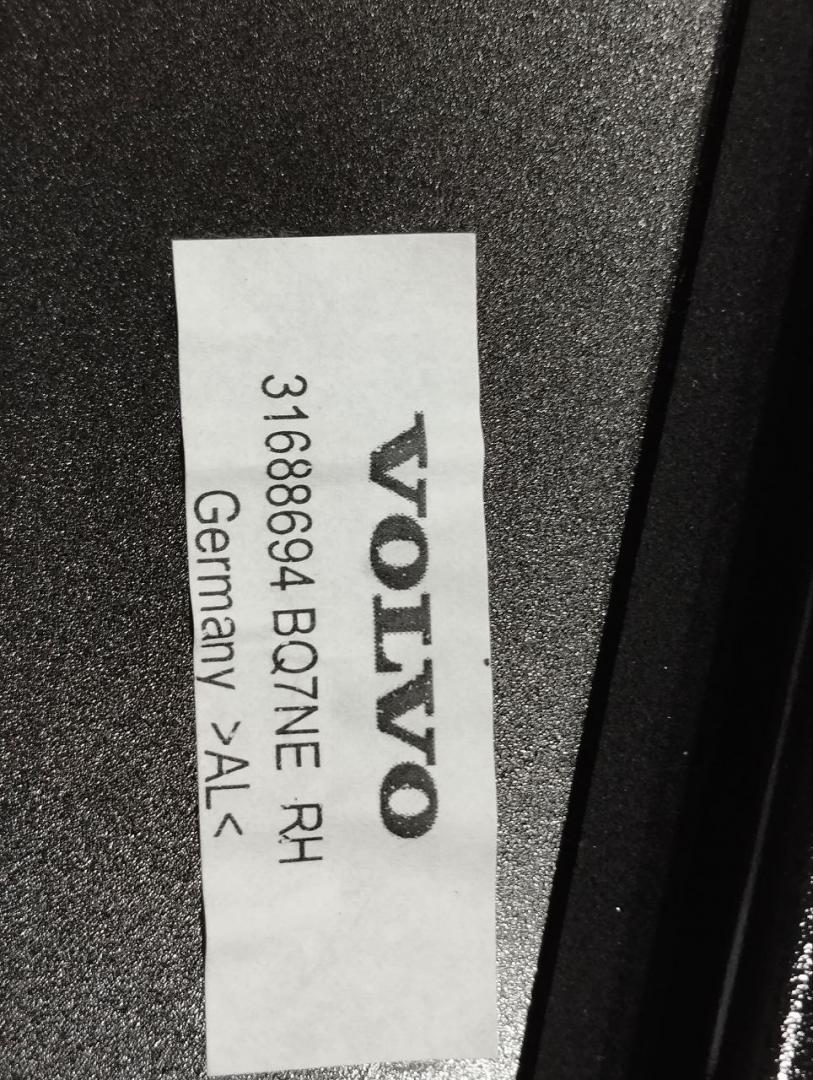 VOLVO
31688694 BQ7NE RH
Germany >AL<